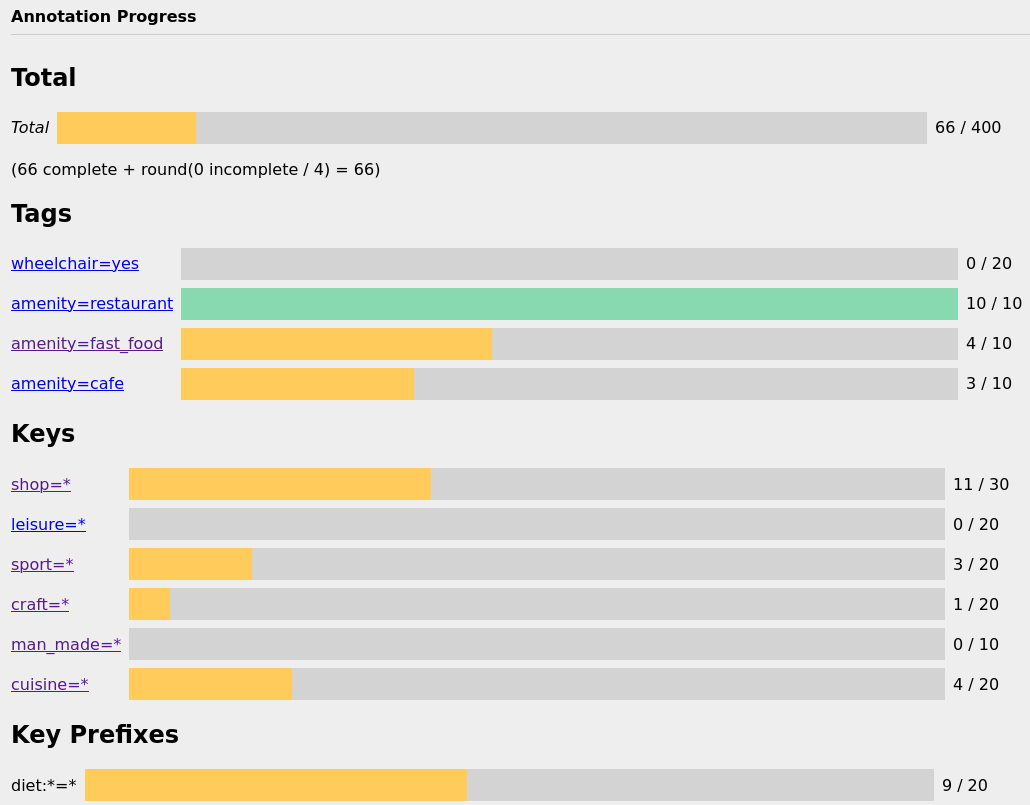 Annotation Progress
Total
Total 66 / 400
(66 complete + round(0 incomplete / 4) = 66)
Tags
wheelchair=yes 0 / 20
amenity=restaurant 10 / 10
amenity=fast_food 4 / 10
amenity=cafe 3 / 10
Keys
shop=* 11 / 30
leisure=* 0 / 20
sport=* 3 / 20
craft=* 1 / 20
man_made=* 0 / 10
cuisine=* 4 / 20
Key Prefixes
diet:*=* 9 / 20